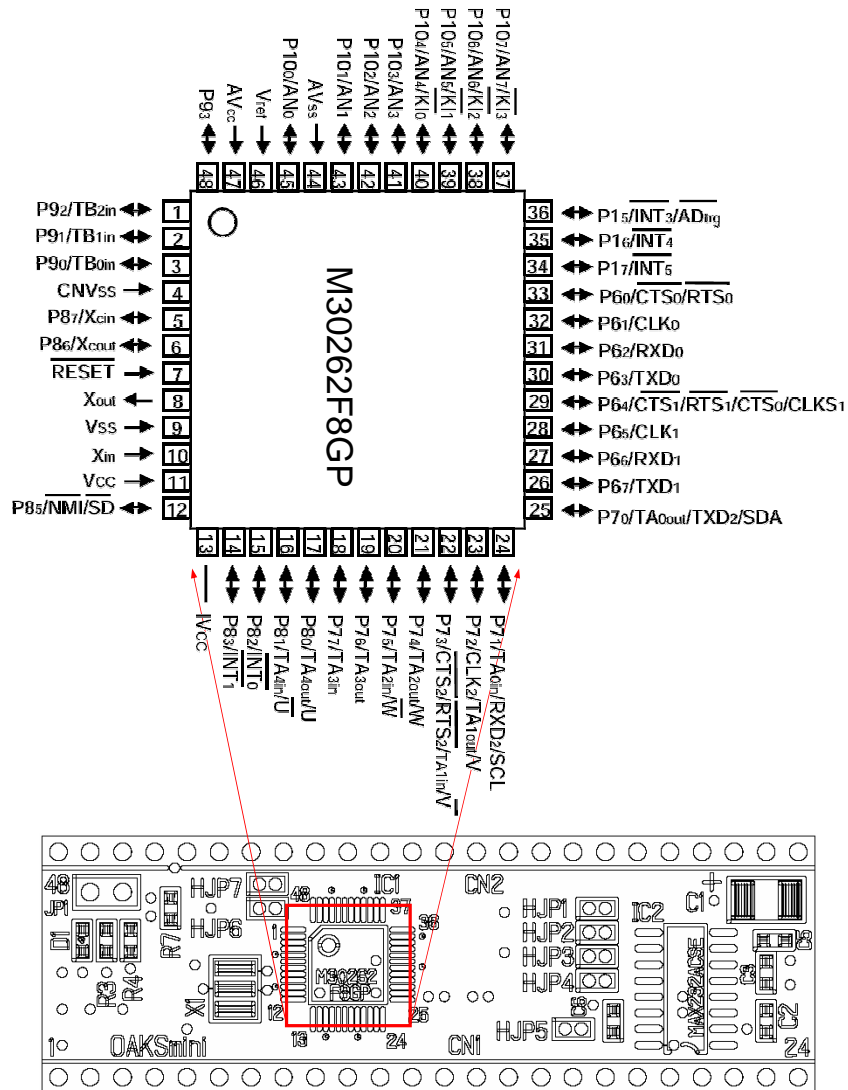 P93
AVcc
Vref
P100/AN0
AVss
P101/AN1
P102/AN2
P103/AN3
P104/AN4/KI0
P105/AN5/KI1
P106/AN6/KI2
P107/AN7/KI3
48 47 46 45 44 43 42 41 40 39 38 37
P92/TB2in 1
P91/TB1in 2
P90/TB0in 3
CNVSS 4
P87/Xcin 5
P86/Xcout 6
RESET 7
Xout 8
VSS 9
Xin 10
VCC 11
P85/NMI/SD 12
M30262F8GP
36 P15/INT3/ADtrg
35 P16/INT4
34 P17/INT5
33 P60/CTS0/RTS0
32 P61/CLK0
31 P62/RXD0
30 P63/TXD0
29 P64/CTS1/RTS1/CTS0/CLKS1
28 P65/CLK1
27 P66/RXD1
26 P67/TXD1
25 P70/TA0out/TXD2/SDA
13 14 15 16 17 18 19 20 21 22 23 24
IVCC
P83/INT1
P82/INT0
P81/TA4in/U
P80/TA4out/U
P77/TA3in
P76/TA3out
P75/TA2in/W
P74/TA2out/W
P73/CTS2/RTS2/TA1in/V
P72/CLK2/TA1out/V
P71/TA0in/RXD2/SCL
48
JP1
D1
R3
R4
R7
HJP7
HJP6
X1
48
IC1
37
1
36
M30262
F8GP
12
25
13
24
CN2
CN1
HJP1
HJP2
HJP3
HJP4
HJP5
IC2
MAX232ACSE
C1
+
C5
C3
C6
C2
1
OAKSmini
24